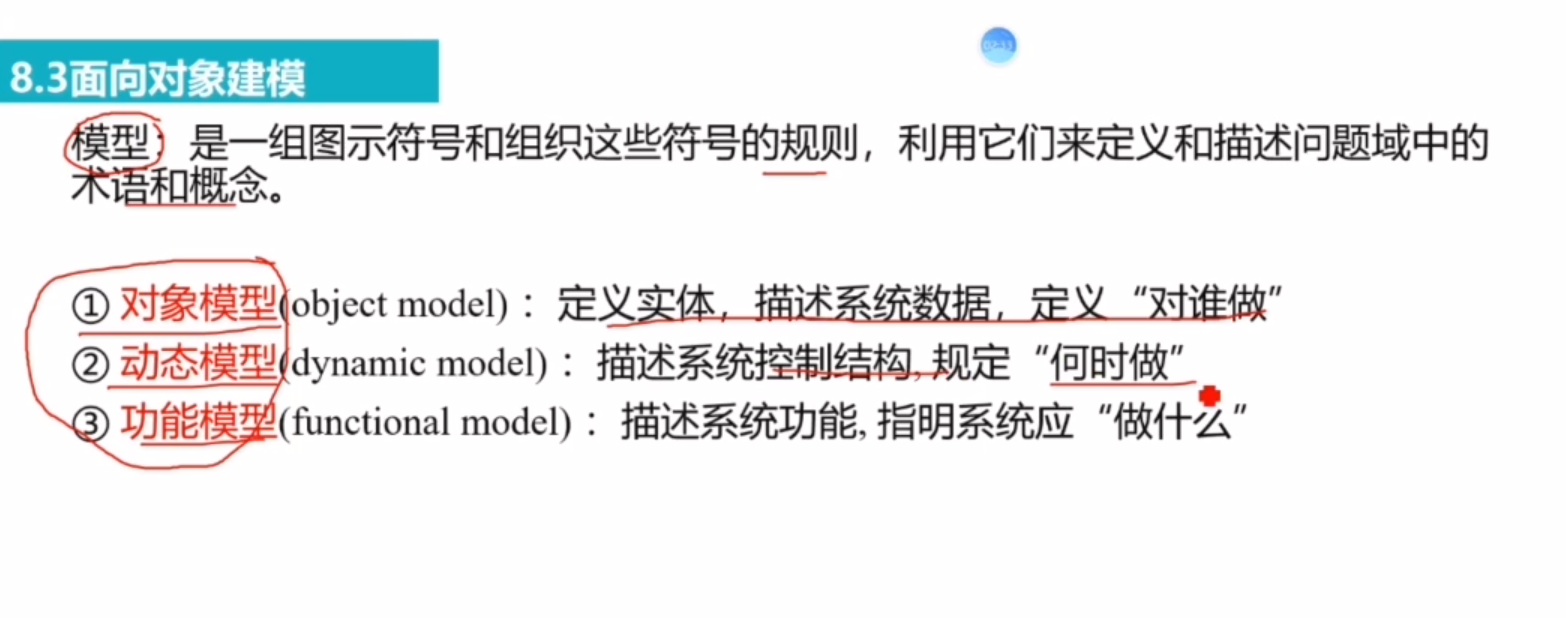 8.3面向对象建模
模型：是一组图示符号和组织这些符号的规则，利用它们来定义和描述问题域中的
术语和概念。
① 对象模型(object model)：定义实体，描述系统数据，定义“对谁做”
② 动态模型(dynamic model)：描述系统控制结构, 规定“何时做”
③ 功能模型(functional model)：描述系统功能, 指明系统应“做什么”